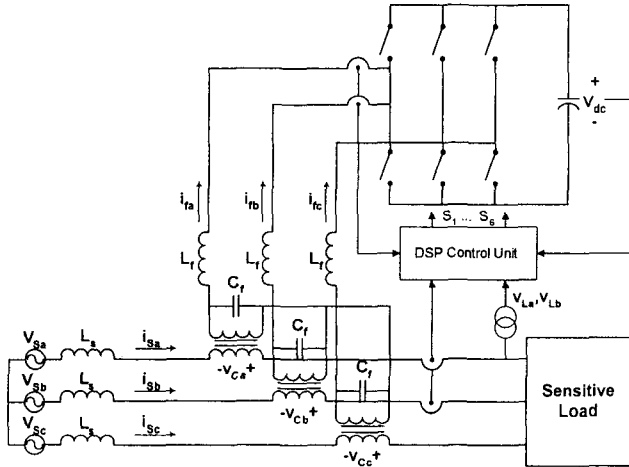 +
V_dc
-
i_fa
i_fb
i_fc
S_1 ... S_6
L_f
L_f
L_f
DSP Control Unit
C_f
V_La, V_Lb
C_f
V_Sa
L_s
i_Sa
C_f
-V_Ca+
V_Sb
L_s
i_Sb
Sensitive
Load
-V_Cb+
V_Sc
L_s
i_Sc
-V_Cc+